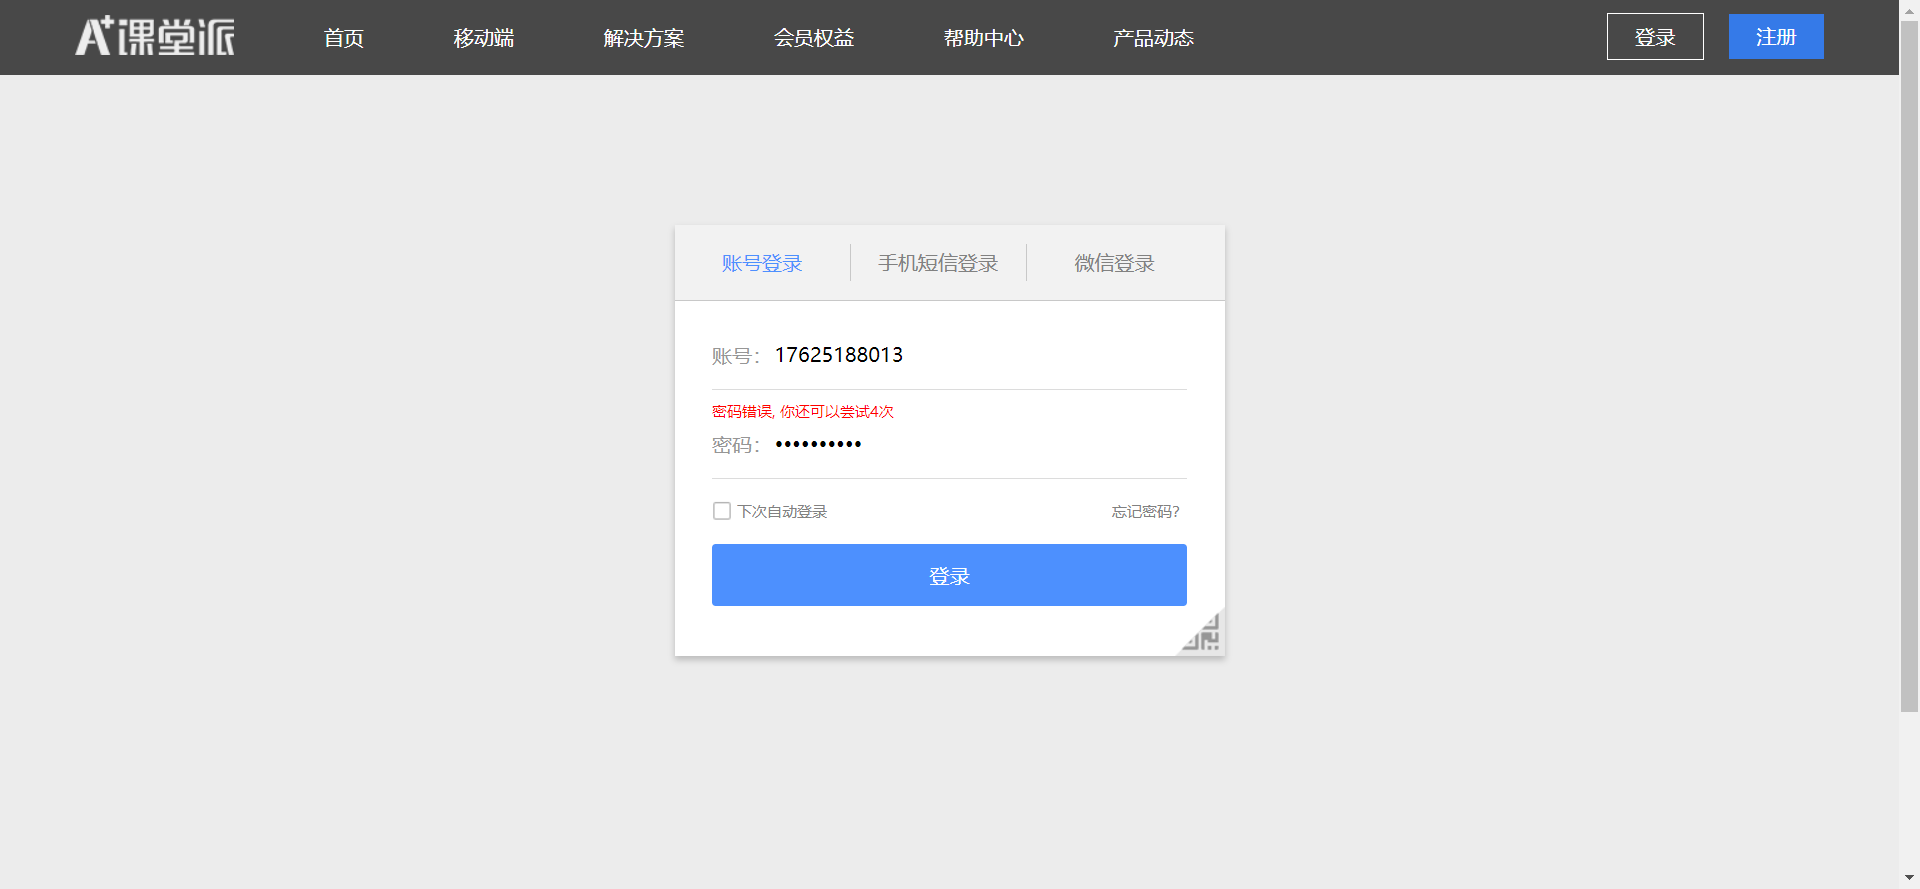 A+课堂派
首页
移动端
解决方案
会员权益
帮助中心
产品动态
登录
注册
账号登录
手机短信登录
微信登录
账号： 17625188013
密码错误, 你还可以尝试4次
密码： ••••••••••
下次自动登录
忘记密码?
登录